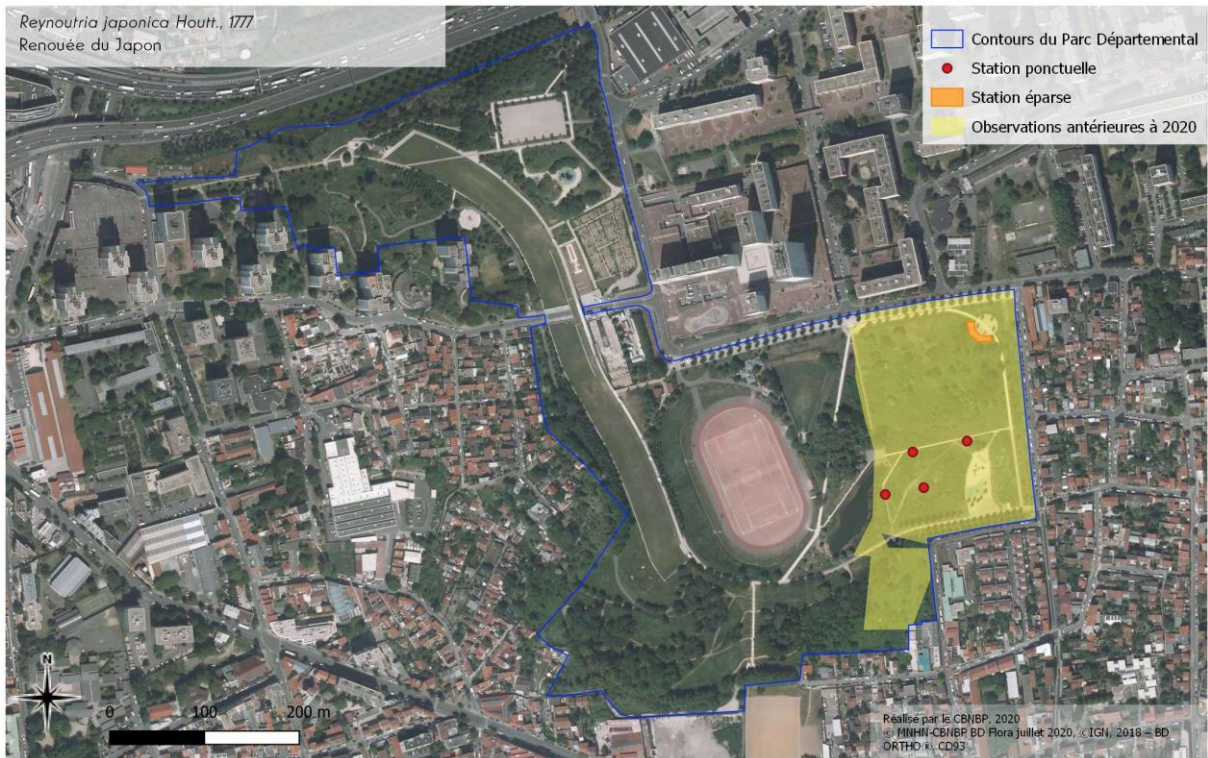 Reynoutria japonica Houtt., 1777
Renouée du Japon
Contours du Parc Départemental
Station ponctuelle
Station éparse
Observations antérieures à 2020
N
0 100 200 m
Réalisé par le CBNBP, 2020
© MNHN-CBNBP BD Flora juillet 2020, ©IGN, 2018 – BD
ORTHO ®, CD93